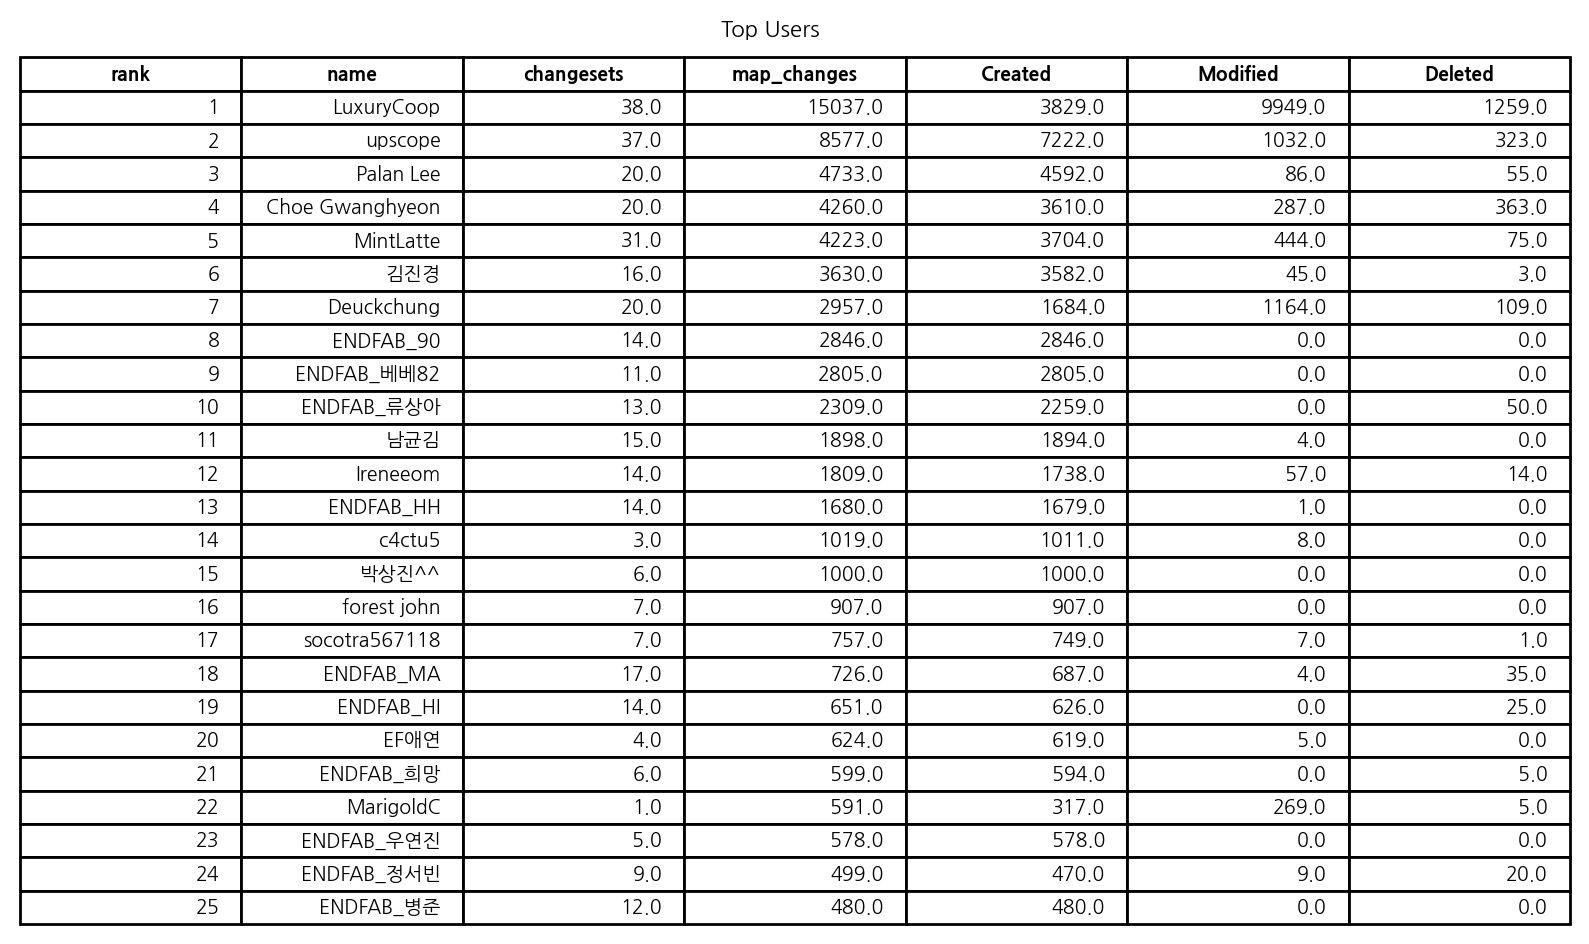 Top Users
rank name changesets map_changes Created Modified Deleted
1 LuxuryCoop 38.0 15037.0 3829.0 9949.0 1259.0
2 upscope 37.0 8577.0 7222.0 1032.0 323.0
3 Palan Lee 20.0 4733.0 4592.0 86.0 55.0
4 Choe Gwanghyeon 20.0 4260.0 3610.0 287.0 363.0
5 MintLatte 31.0 4223.0 3704.0 444.0 75.0
6 김진경 16.0 3630.0 3582.0 45.0 3.0
7 Deuckchung 20.0 2957.0 1684.0 1164.0 109.0
8 ENDFAB_90 14.0 2846.0 2846.0 0.0 0.0
9 ENDFAB_베베82 11.0 2805.0 2805.0 0.0 0.0
10 ENDFAB_류상아 13.0 2309.0 2259.0 0.0 50.0
11 남균김 15.0 1898.0 1894.0 4.0 0.0
12 Ireneeom 14.0 1809.0 1738.0 57.0 14.0
13 ENDFAB_HH 14.0 1680.0 1679.0 1.0 0.0
14 c4ctu5 3.0 1019.0 1011.0 8.0 0.0
15 박상진^^ 6.0 1000.0 1000.0 0.0 0.0
16 forest john 7.0 907.0 907.0 0.0 0.0
17 socotra567118 7.0 757.0 749.0 7.0 1.0
18 ENDFAB_MA 17.0 726.0 687.0 4.0 35.0
19 ENDFAB_HI 14.0 651.0 626.0 0.0 25.0
20 EF애연 4.0 624.0 619.0 5.0 0.0
21 ENDFAB_희망 6.0 599.0 594.0 0.0 5.0
22 MarigoldC 1.0 591.0 317.0 269.0 5.0
23 ENDFAB_우연진 5.0 578.0 578.0 0.0 0.0
24 ENDFAB_정서빈 9.0 499.0 470.0 9.0 20.0
25 ENDFAB_병준 12.0 480.0 480.0 0.0 0.0